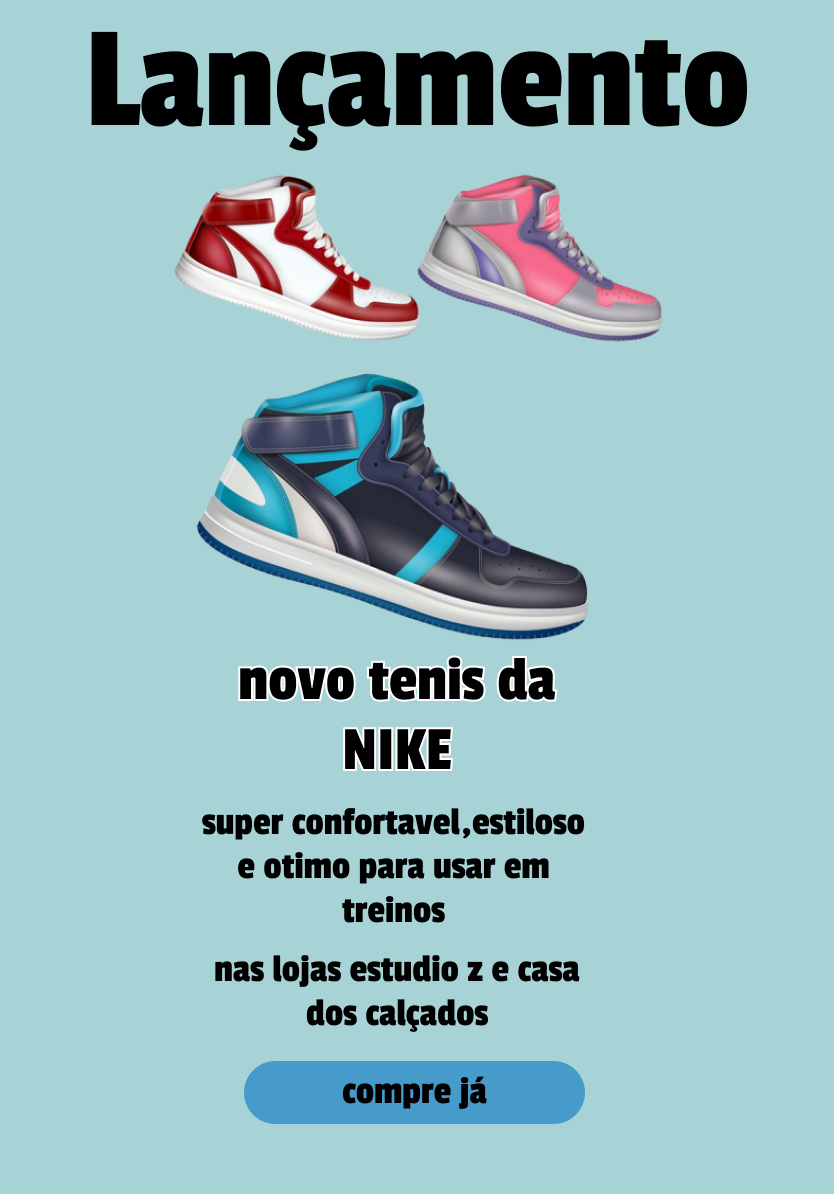 Lançamento
novo tenis da
NIKE
super confortavel,estiloso
e otimo para usar em
treinos
nas lojas estudio z e casa
dos calçados
compre já